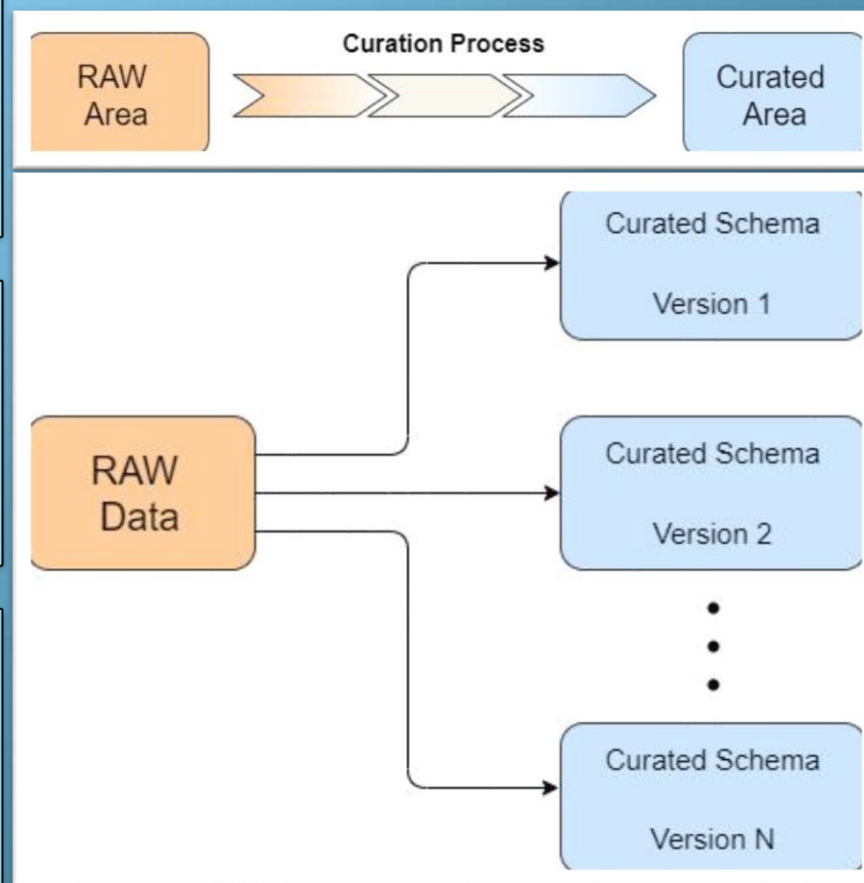 Curation Process
RAW
Area
Curated
Area
RAW
Data
Curated Schema
Version 1
Curated Schema
Version 2
Curated Schema
Version N